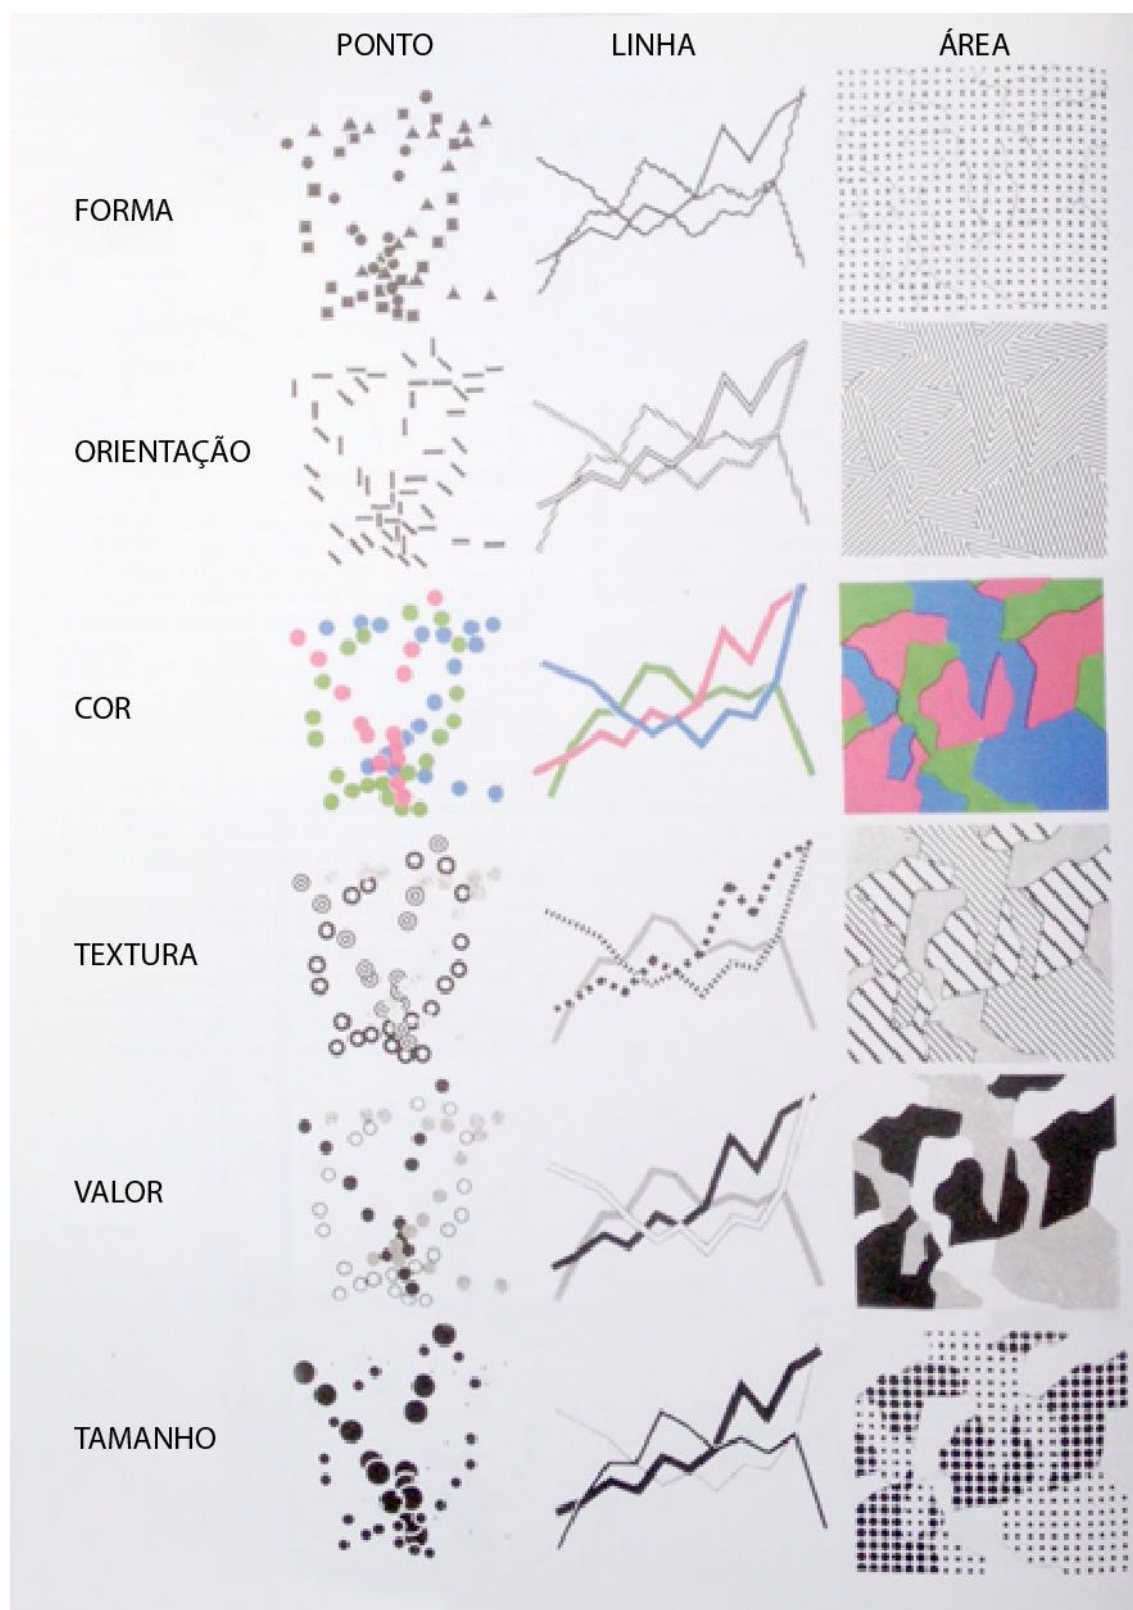 PONTO LINHA ÁREA
FORMA
ORIENTAÇÃO
COR
TEXTURA
VALOR
TAMANHO